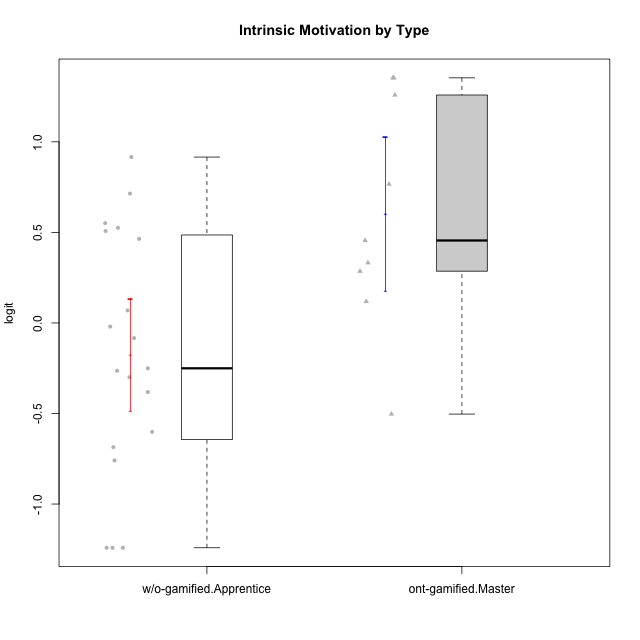 Intrinsic Motivation by Type
logit
1.0
0.5
0.0
-0.5
-1.0
w/o-gamified.Apprentice
ont-gamified.Master